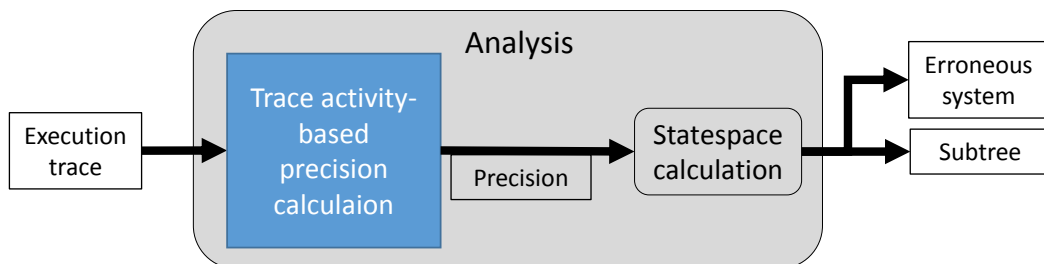 Analysis
Execution
trace
Trace activity-
based
precision
calculaion
Precision
Statespace
calculation
Erroneous
system
Subtree